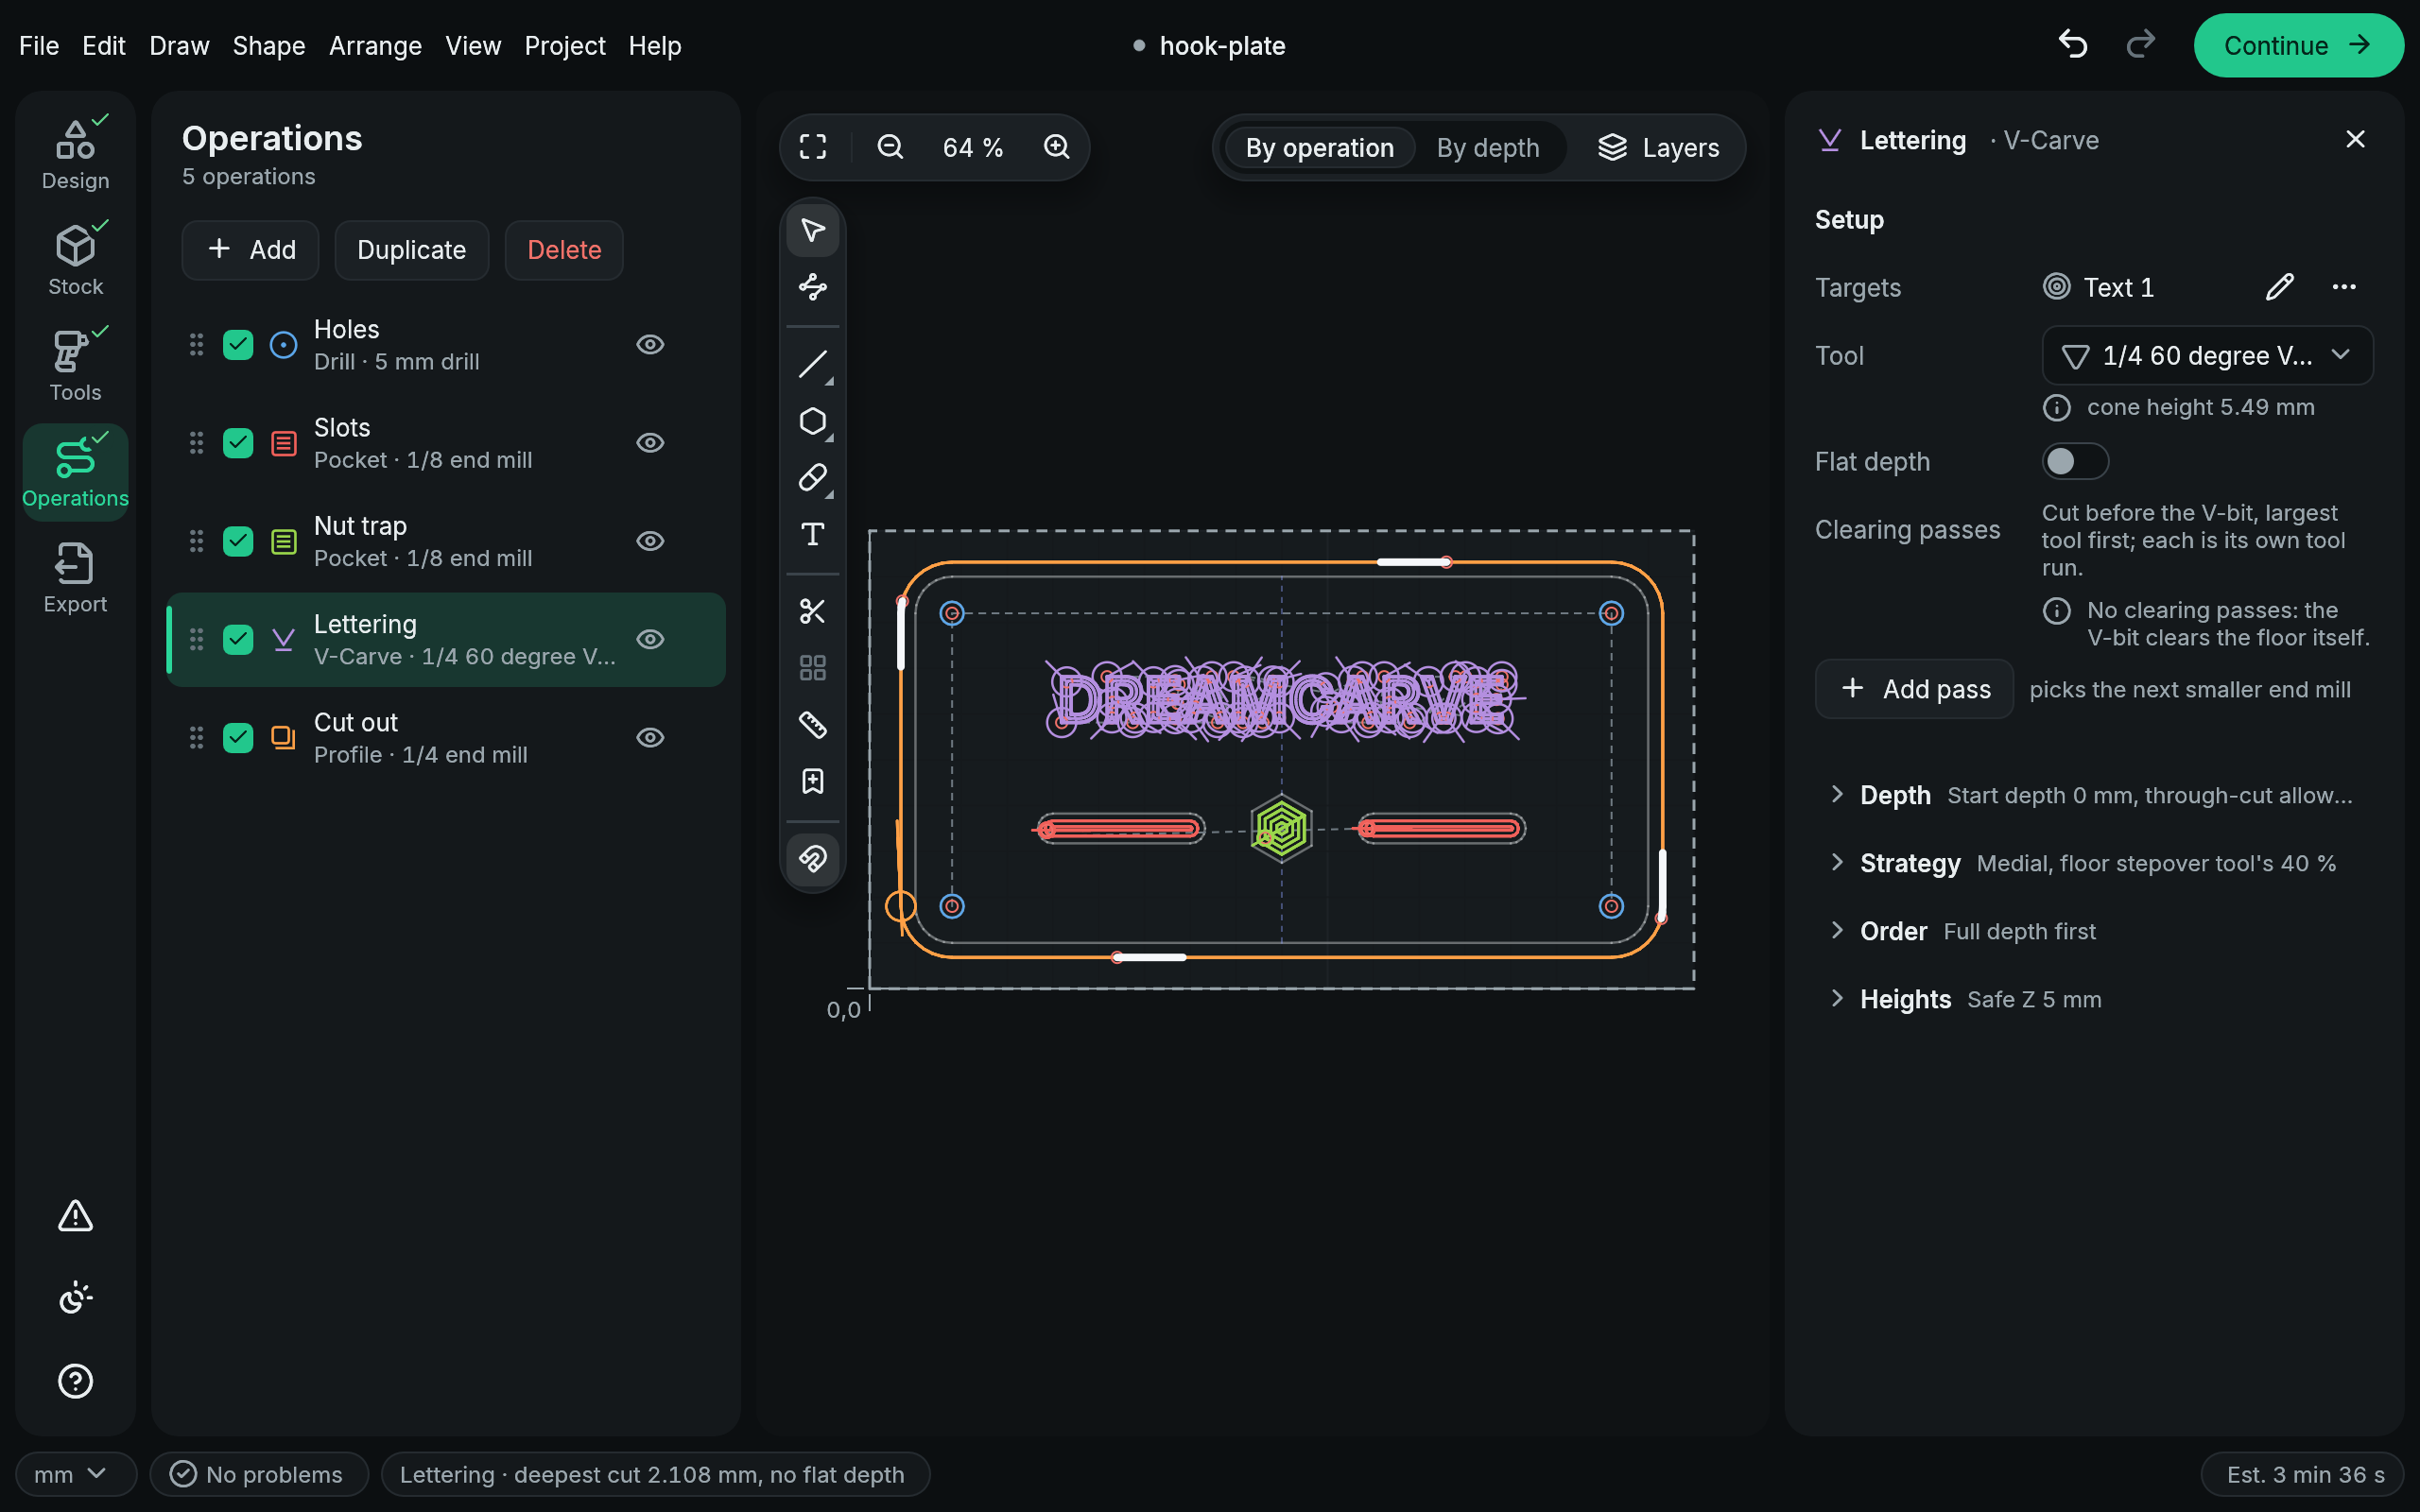 File Edit Draw Shape Arrange View Project Help
hook-plate
Continue
Design
Stock
Tools
Operations
Export
Operations
5 operations
Add Duplicate Delete
Holes
Drill · 5 mm drill
Slots
Pocket · 1/8 end mill
Nut trap
Pocket · 1/8 end mill
Lettering
V-Carve · 1/4 60 degree V...
Cut out
Profile · 1/4 end mill
64 %
By operation By depth Layers
DREAMCARVE
0,0
Lettering · V-Carve
Setup
Targets Text 1
Tool 1/4 60 degree V...
cone height 5.49 mm
Flat depth
Clearing passes
Cut before the V-bit, largest
tool first; each is its own tool
run.
No clearing passes: the
V-bit clears the floor itself.
Add pass picks the next smaller end mill
Depth Start depth 0 mm, through-cut allow...
Strategy Medial, floor stepover tool's 40 %
Order Full depth first
Heights Safe Z 5 mm
mm
No problems
Lettering · deepest cut 2.108 mm, no flat depth
Est. 3 min 36 s